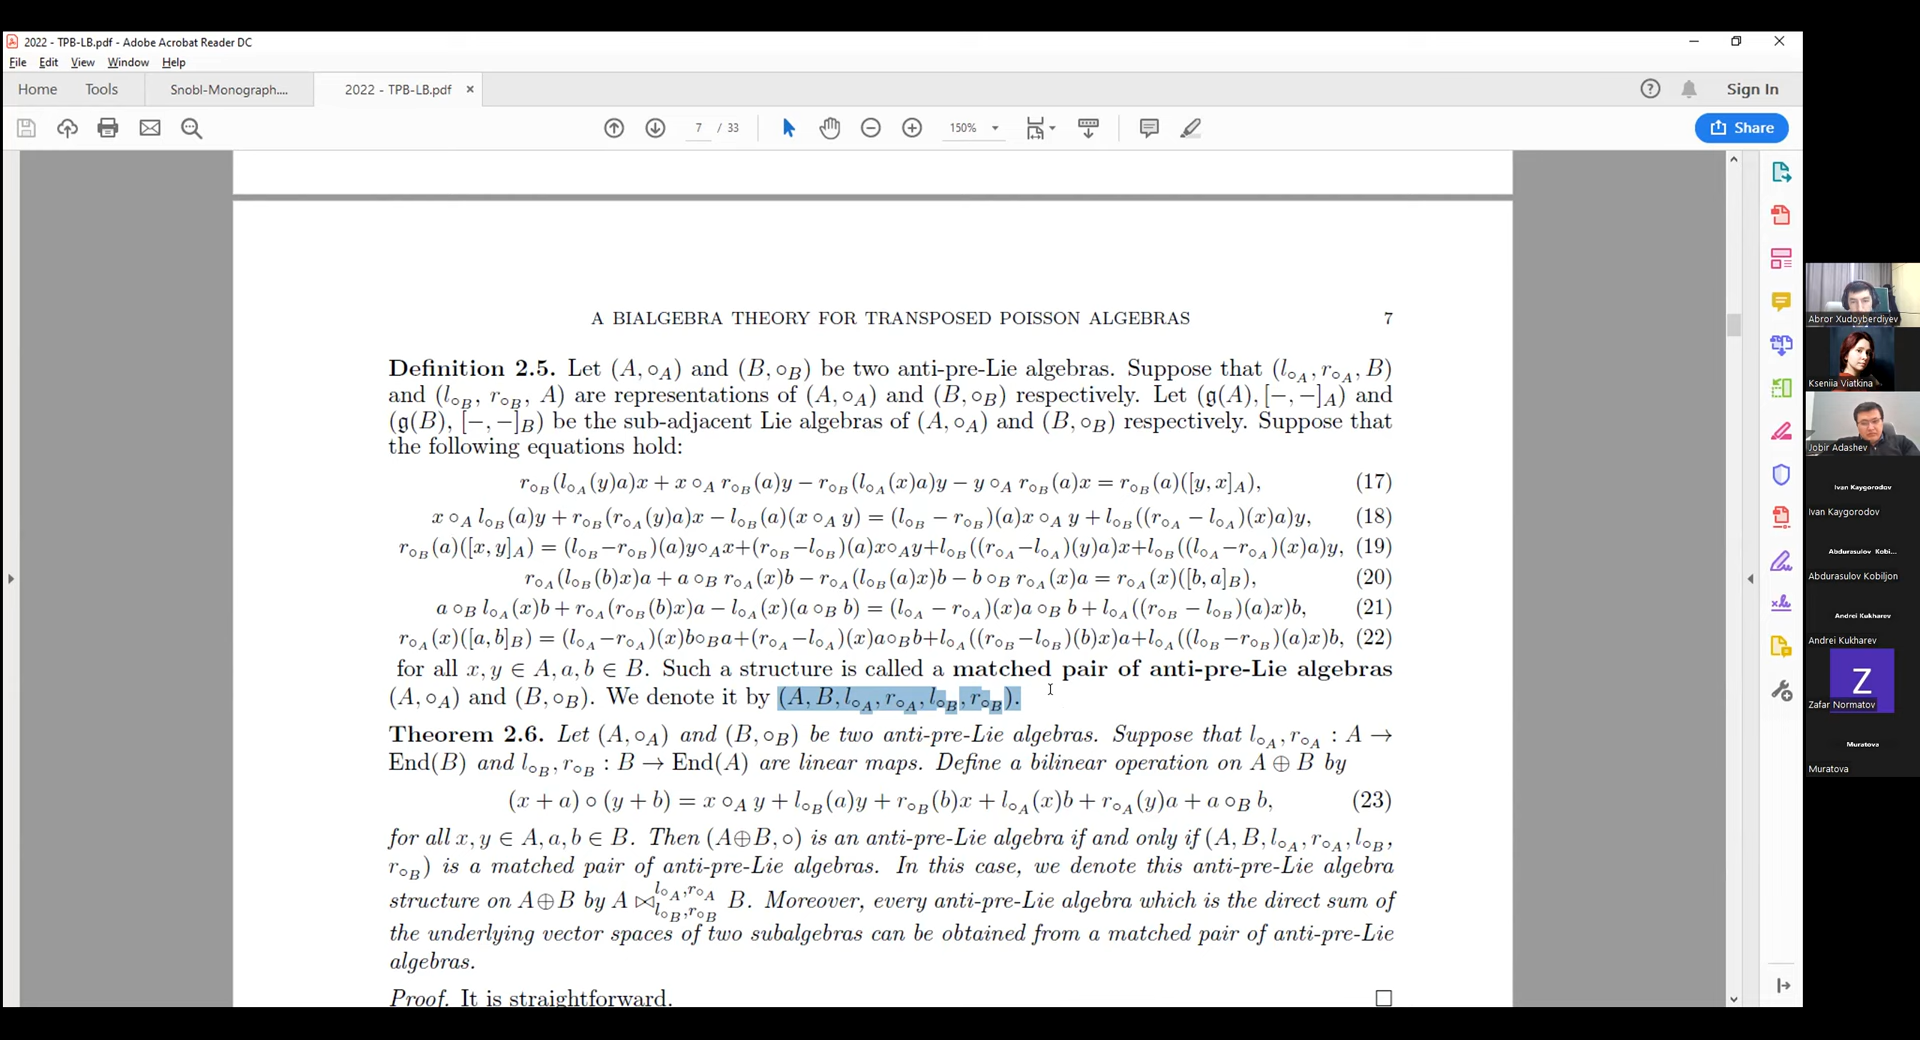 2022 - TPB-LB.pdf - Adobe Acrobat Reader DC
File Edit View Window Help
Home Tools Snobl-Monograph.... 2022 - TPB-LB.pdf × Sign In
7 / 33 150% Share
A BIALGEBRA THEORY FOR TRANSPOSED POISSON ALGEBRAS 7
Definition 2.5. Let (A, ∘_A) and (B, ∘_B) be two anti-pre-Lie algebras. Suppose that (l_{∘_A}, r_{∘_A}, B)
and (l_{∘_B}, r_{∘_B}, A) are representations of (A, ∘_A) and (B, ∘_B) respectively. Let (𝔤(A), [−, −]_A) and
(𝔤(B), [−, −]_B) be the sub-adjacent Lie algebras of (A, ∘_A) and (B, ∘_B) respectively. Suppose that
the following equations hold:
r_{∘_B}(l_{∘_A}(y)a)x + x ∘_A r_{∘_B}(a)y − r_{∘_B}(l_{∘_A}(x)a)y − y ∘_A r_{∘_B}(a)x = r_{∘_B}(a)([y, x]_A), (17)
x ∘_A l_{∘_B}(a)y + r_{∘_B}(r_{∘_A}(y)a)x − l_{∘_B}(a)(x ∘_A y) = (l_{∘_B} − r_{∘_B})(a)x ∘_A y + l_{∘_B}((r_{∘_A} − l_{∘_A})(x)a)y, (18)
r_{∘_B}(a)([x, y]_A) = (l_{∘_B}−r_{∘_B})(a)y∘_A x+(r_{∘_B}−l_{∘_B})(a)x∘_A y+l_{∘_B}((r_{∘_A}−l_{∘_A})(y)a)x+l_{∘_B}((l_{∘_A}−r_{∘_A})(x)a)y, (19)
r_{∘_A}(l_{∘_B}(b)x)a + a ∘_B r_{∘_A}(x)b − r_{∘_A}(l_{∘_B}(a)x)b − b ∘_B r_{∘_A}(x)a = r_{∘_A}(x)([b, a]_B), (20)
a ∘_B l_{∘_A}(x)b + r_{∘_A}(r_{∘_B}(b)x)a − l_{∘_A}(x)(a ∘_B b) = (l_{∘_A} − r_{∘_A})(x)a ∘_B b + l_{∘_A}((r_{∘_B} − l_{∘_B})(a)x)b, (21)
r_{∘_A}(x)([a, b]_B) = (l_{∘_A}−r_{∘_A})(x)b∘_B a+(r_{∘_A}−l_{∘_A})(x)a∘_B b+l_{∘_A}((r_{∘_B}−l_{∘_B})(b)x)a+l_{∘_A}((l_{∘_B}−r_{∘_B})(a)x)b, (22)
for all x, y ∈ A, a, b ∈ B. Such a structure is called a matched pair of anti-pre-Lie algebras
(A, ∘_A) and (B, ∘_B). We denote it by (A, B, l_{∘_A}, r_{∘_A}, l_{∘_B}, r_{∘_B}).
Theorem 2.6. Let (A, ∘_A) and (B, ∘_B) be two anti-pre-Lie algebras. Suppose that l_{∘_A}, r_{∘_A} : A →
End(B) and l_{∘_B}, r_{∘_B} : B → End(A) are linear maps. Define a bilinear operation on A ⊕ B by
(x + a) ∘ (y + b) = x ∘_A y + l_{∘_B}(a)y + r_{∘_B}(b)x + l_{∘_A}(x)b + r_{∘_A}(y)a + a ∘_B b, (23)
for all x, y ∈ A, a, b ∈ B. Then (A⊕B, ∘) is an anti-pre-Lie algebra if and only if (A, B, l_{∘_A}, r_{∘_A}, l_{∘_B},
r_{∘_B}) is a matched pair of anti-pre-Lie algebras. In this case, we denote this anti-pre-Lie algebra
structure on A⊕B by A ⋈^{l_{∘_A}, r_{∘_A}}_{l_{∘_B}, r_{∘_B}} B. Moreover, every anti-pre-Lie algebra which is the direct sum of
the underlying vector spaces of two subalgebras can be obtained from a matched pair of anti-pre-Lie
algebras.
Proof. It is straightforward. □
Abror Xudoyberdiyev
Kseniia Viatkina
Jobir Adashev
Ivan Kaygorodov
Ivan Kaygorodov
Abdurasulov Kobi...
Abdurasulov Kobiljon
Andrei Kukharev
Andrei Kukharev
Z
Zafar Normatov
Muratova
Muratova